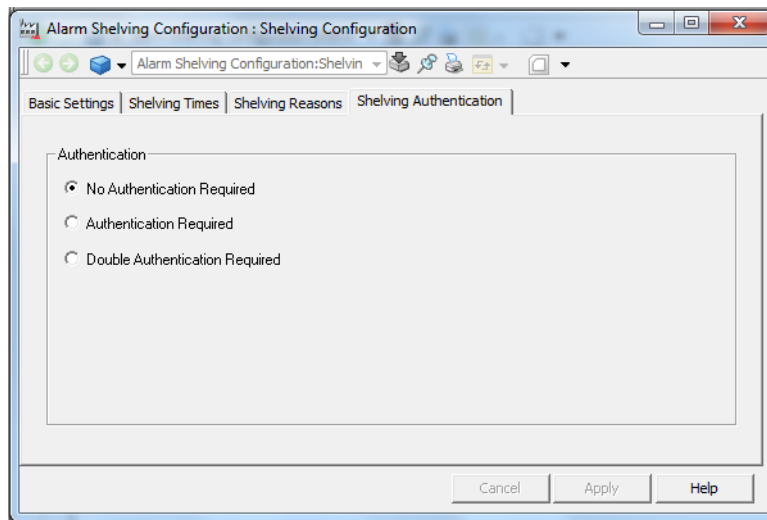 Alarm Shelving Configuration : Shelving Configuration
Alarm Shelving Configuration:Shelvin
Basic Settings Shelving Times Shelving Reasons Shelving Authentication
Authentication
No Authentication Required
Authentication Required
Double Authentication Required
Cancel Apply Help